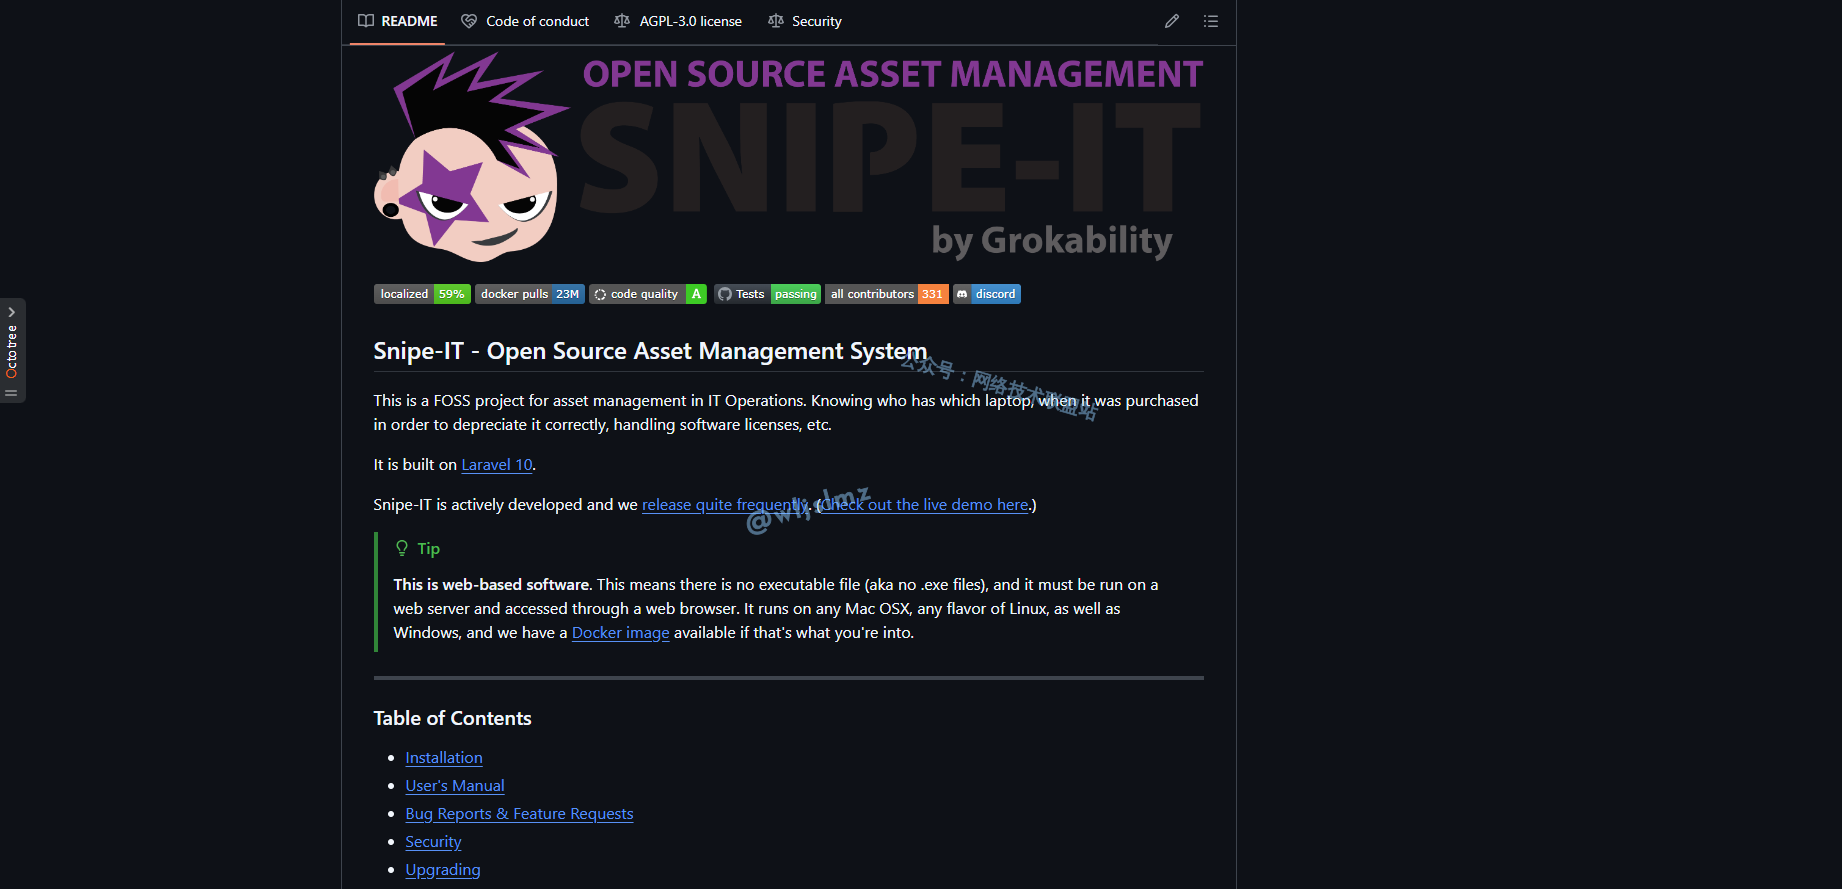 README
Code of conduct
AGPL-3.0 license
Security
OPEN SOURCE ASSET MANAGEMENT
SNIPE-IT
by Grokability
localized 59%
docker pulls 23M
code quality A
Tests passing
all contributors 331
discord
Octotree
Snipe-IT - Open Source Asset Management System
公众号：网络技术联盟站
This is a FOSS project for asset management in IT Operations. Knowing who has which laptop, when it was purchased
in order to depreciate it correctly, handling software licenses, etc.
It is built on Laravel 10.
Snipe-IT is actively developed and we release quite frequently. (Check out the live demo here.)
@wljslmz
Tip
This is web-based software. This means there is no executable file (aka no .exe files), and it must be run on a
web server and accessed through a web browser. It runs on any Mac OSX, any flavor of Linux, as well as
Windows, and we have a Docker image available if that's what you're into.
Table of Contents
Installation
User's Manual
Bug Reports & Feature Requests
Security
Upgrading